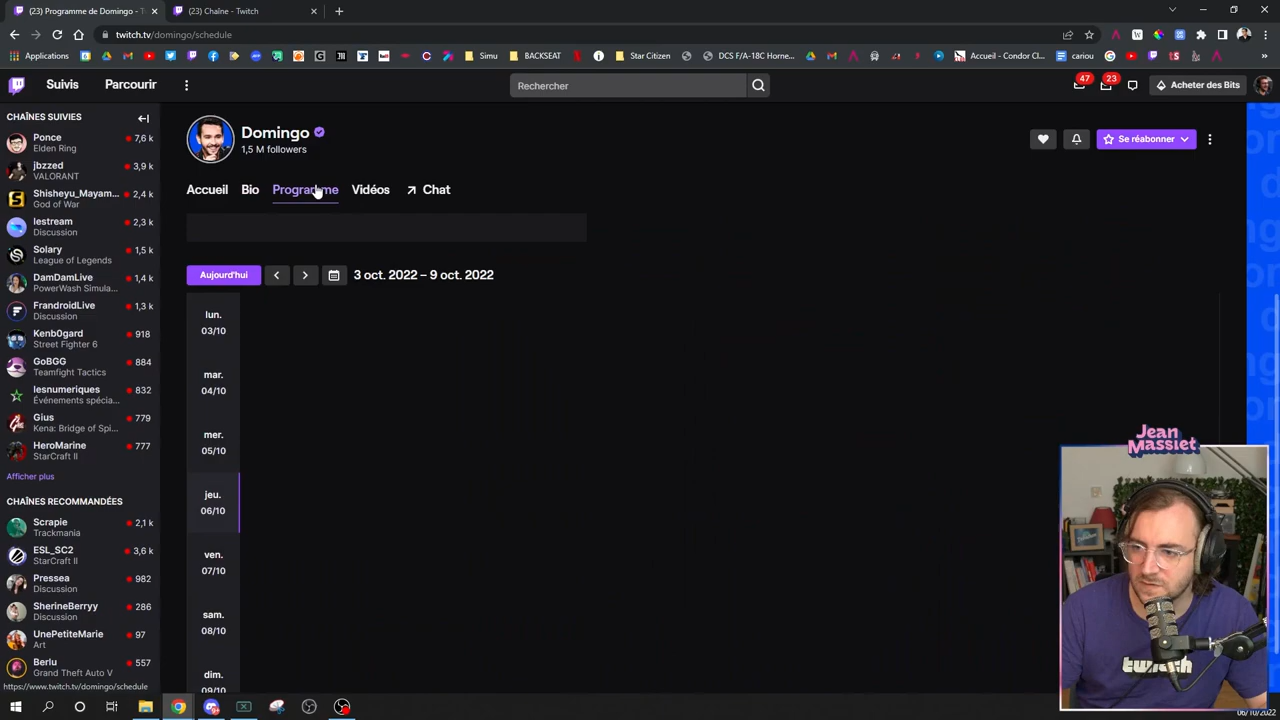 (23) Programme de Domingo - Tw
(23) Chaîne - Twitch
twitch.tv/domingo/schedule
Applications
Simu
BACKSEAT
Star Citizen
DCS F/A-18C Horne...
Accueil - Condor Cl...
cariou
Suivis
Parcourir
Rechercher
47
23
Acheter des Bits
CHAÎNES SUIVIES
Ponce
7,6 k
Elden Ring
jbzzed
3,9 k
VALORANT
Shisheyu_Mayam...
2,4 k
God of War
lestream
2,3 k
Discussion
Solary
1,5 k
League of Legends
DamDamLive
1,4 k
PowerWash Simula...
FrandroidLive
1,3 k
Discussion
Kenb0gard
918
Street Fighter 6
GoBGG
884
Teamfight Tactics
lesnumeriques
832
Événements spécia...
Gius
779
Kena: Bridge of Spi...
HeroMarine
777
StarCraft II
Afficher plus
CHAÎNES RECOMMANDÉES
Scrapie
2,1 k
Trackmania
ESL_SC2
3,6 k
StarCraft II
Pressea
982
Discussion
SherineBerryy
286
Discussion
UnePetiteMarie
97
Art
Berlu
557
Grand Theft Auto V
https://www.twitch.tv/domingo/schedule
Domingo
1,5 M followers
Se réabonner
Accueil
Bio
Programme
Vidéos
Chat
Aujourd'hui
3 oct. 2022 – 9 oct. 2022
lun.
03/10
mar.
04/10
mer.
05/10
jeu.
06/10
ven.
07/10
sam.
08/10
dim.
09/10
Jean
Massiet
twitch
06/10/2022